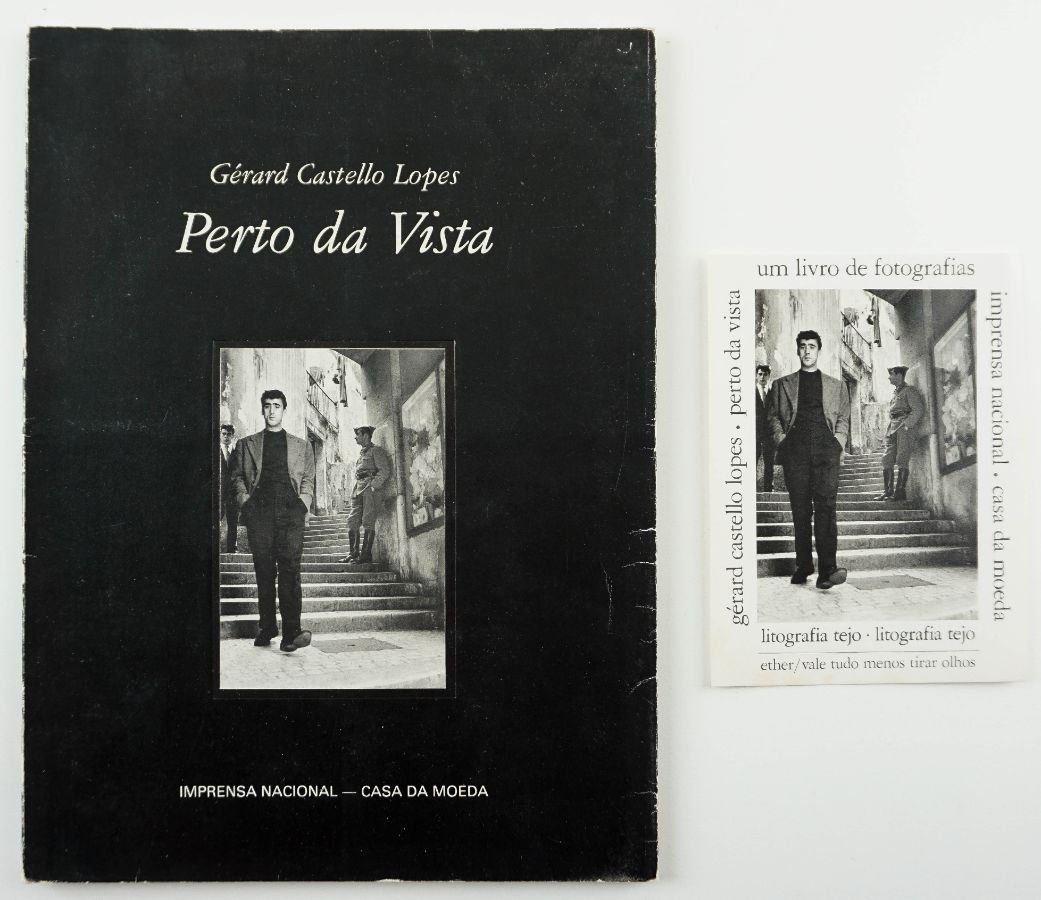 Gérard Castello Lopes
Perto da Vista
IMPRENSA NACIONAL — CASA DA MOEDA
um livro de fotografias
gérard castello lopes · perto da vista
imprensa nacional · casa da moeda
litografia tejo · litografia tejo
ether/vale tudo menos tirar olhos